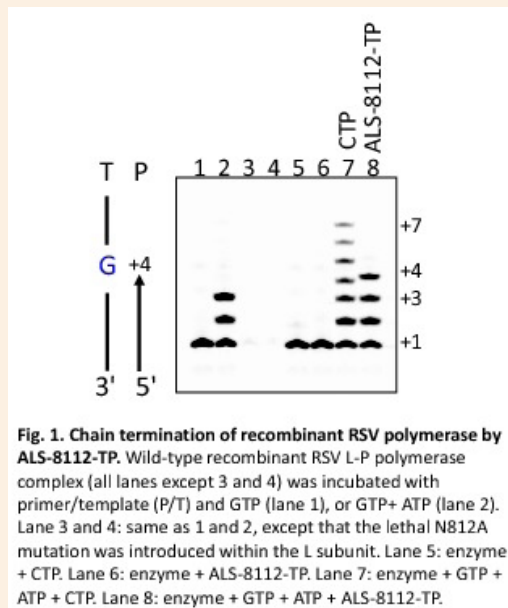 CTP
ALS-8112-TP
T P 1 2 3 4 5 6 7 8
+7
G +4 +4
+3
+1
3' 5'
Fig. 1. Chain termination of recombinant RSV polymerase by
ALS-8112-TP. Wild-type recombinant RSV L-P polymerase
complex (all lanes except 3 and 4) was incubated with
primer/template (P/T) and GTP (lane 1), or GTP+ ATP (lane 2).
Lane 3 and 4: same as 1 and 2, except that the lethal N812A
mutation was introduced within the L subunit. Lane 5: enzyme
+ CTP. Lane 6: enzyme + ALS-8112-TP. Lane 7: enzyme + GTP +
ATP + CTP. Lane 8: enzyme + GTP + ATP + ALS-8112-TP.